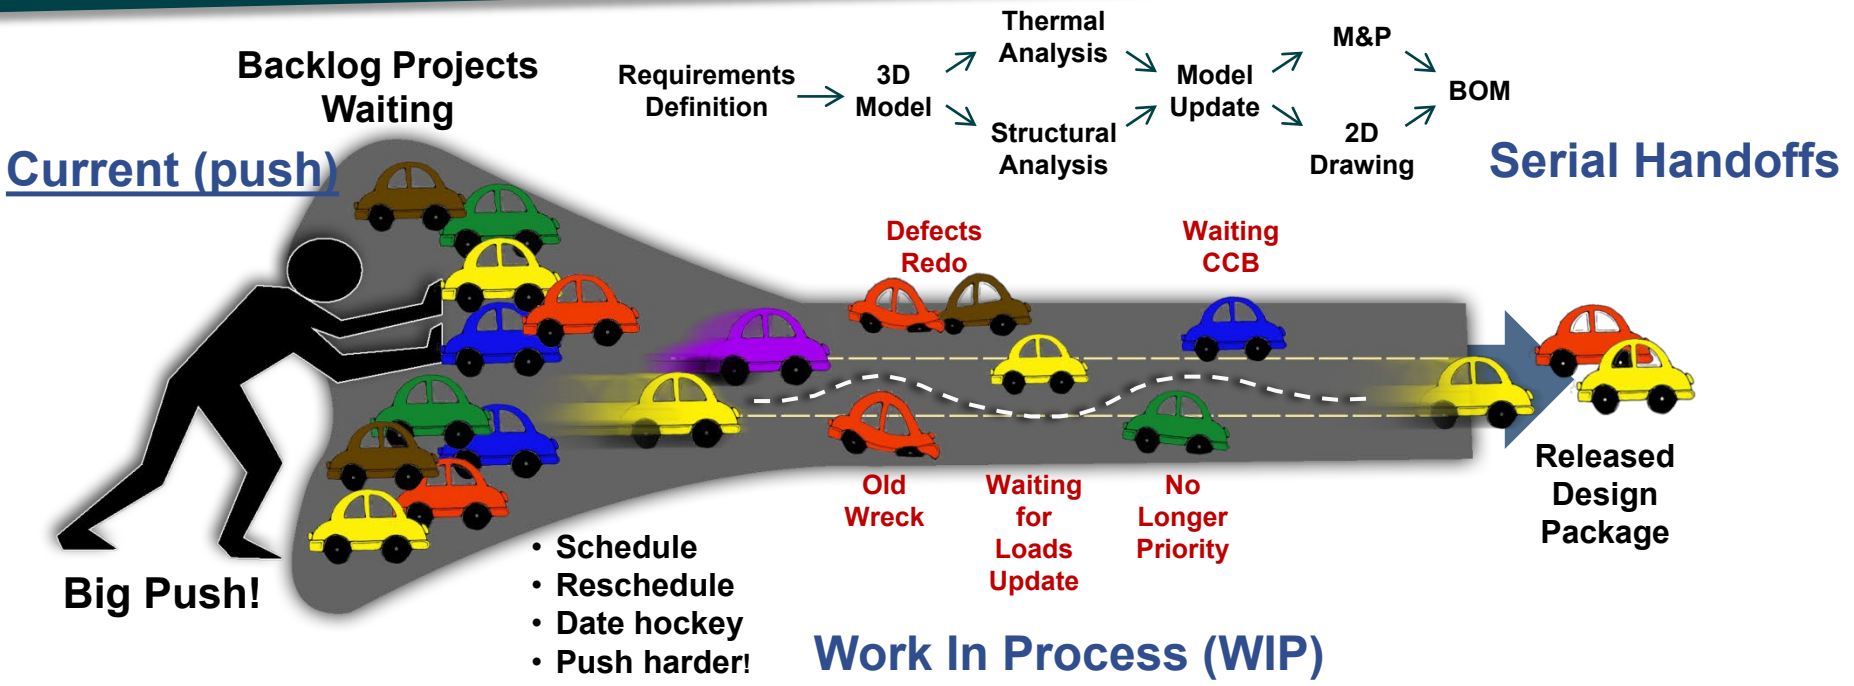 Backlog Projects
Waiting
Current (push)
Requirements
Definition
3D
Model
Thermal
Analysis
Structural
Analysis
Model
Update
M&P
2D
Drawing
BOM
Serial Handoffs
Defects
Redo
Waiting
CCB
Old
Wreck
Waiting
for
Loads
Update
No
Longer
Priority
Released
Design
Package
Big Push!
• Schedule
• Reschedule
• Date hockey
• Push harder!
Work In Process (WIP)